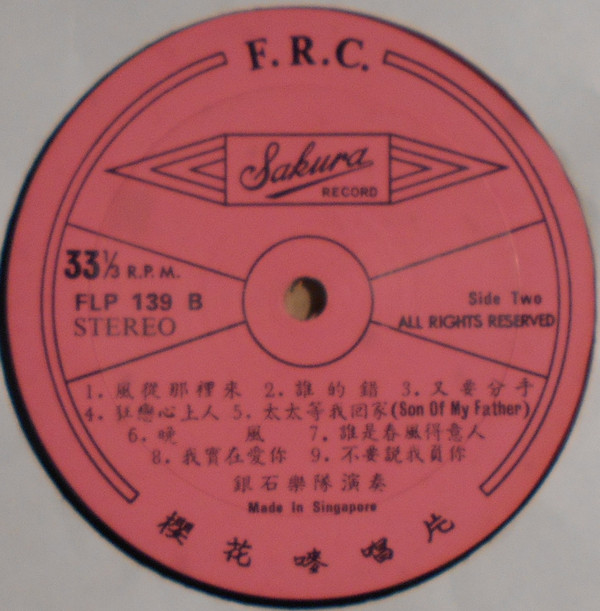 F.R.C.
Sakura
RECORD
33⅓ R.P.M.
FLP 139 B
STEREO
Side Two
ALL RIGHTS RESERVED
1. 風從那裡來 2. 誰的錯 3. 又要分手
4. 狂戀心上人 5. 太太等我回家(Son Of My Father)
6. 晚風 7. 誰是春風得意人
8. 我實在愛你 9. 不要説我負你
銀石樂隊演奏
Made In Singapore
櫻花嘜唱片